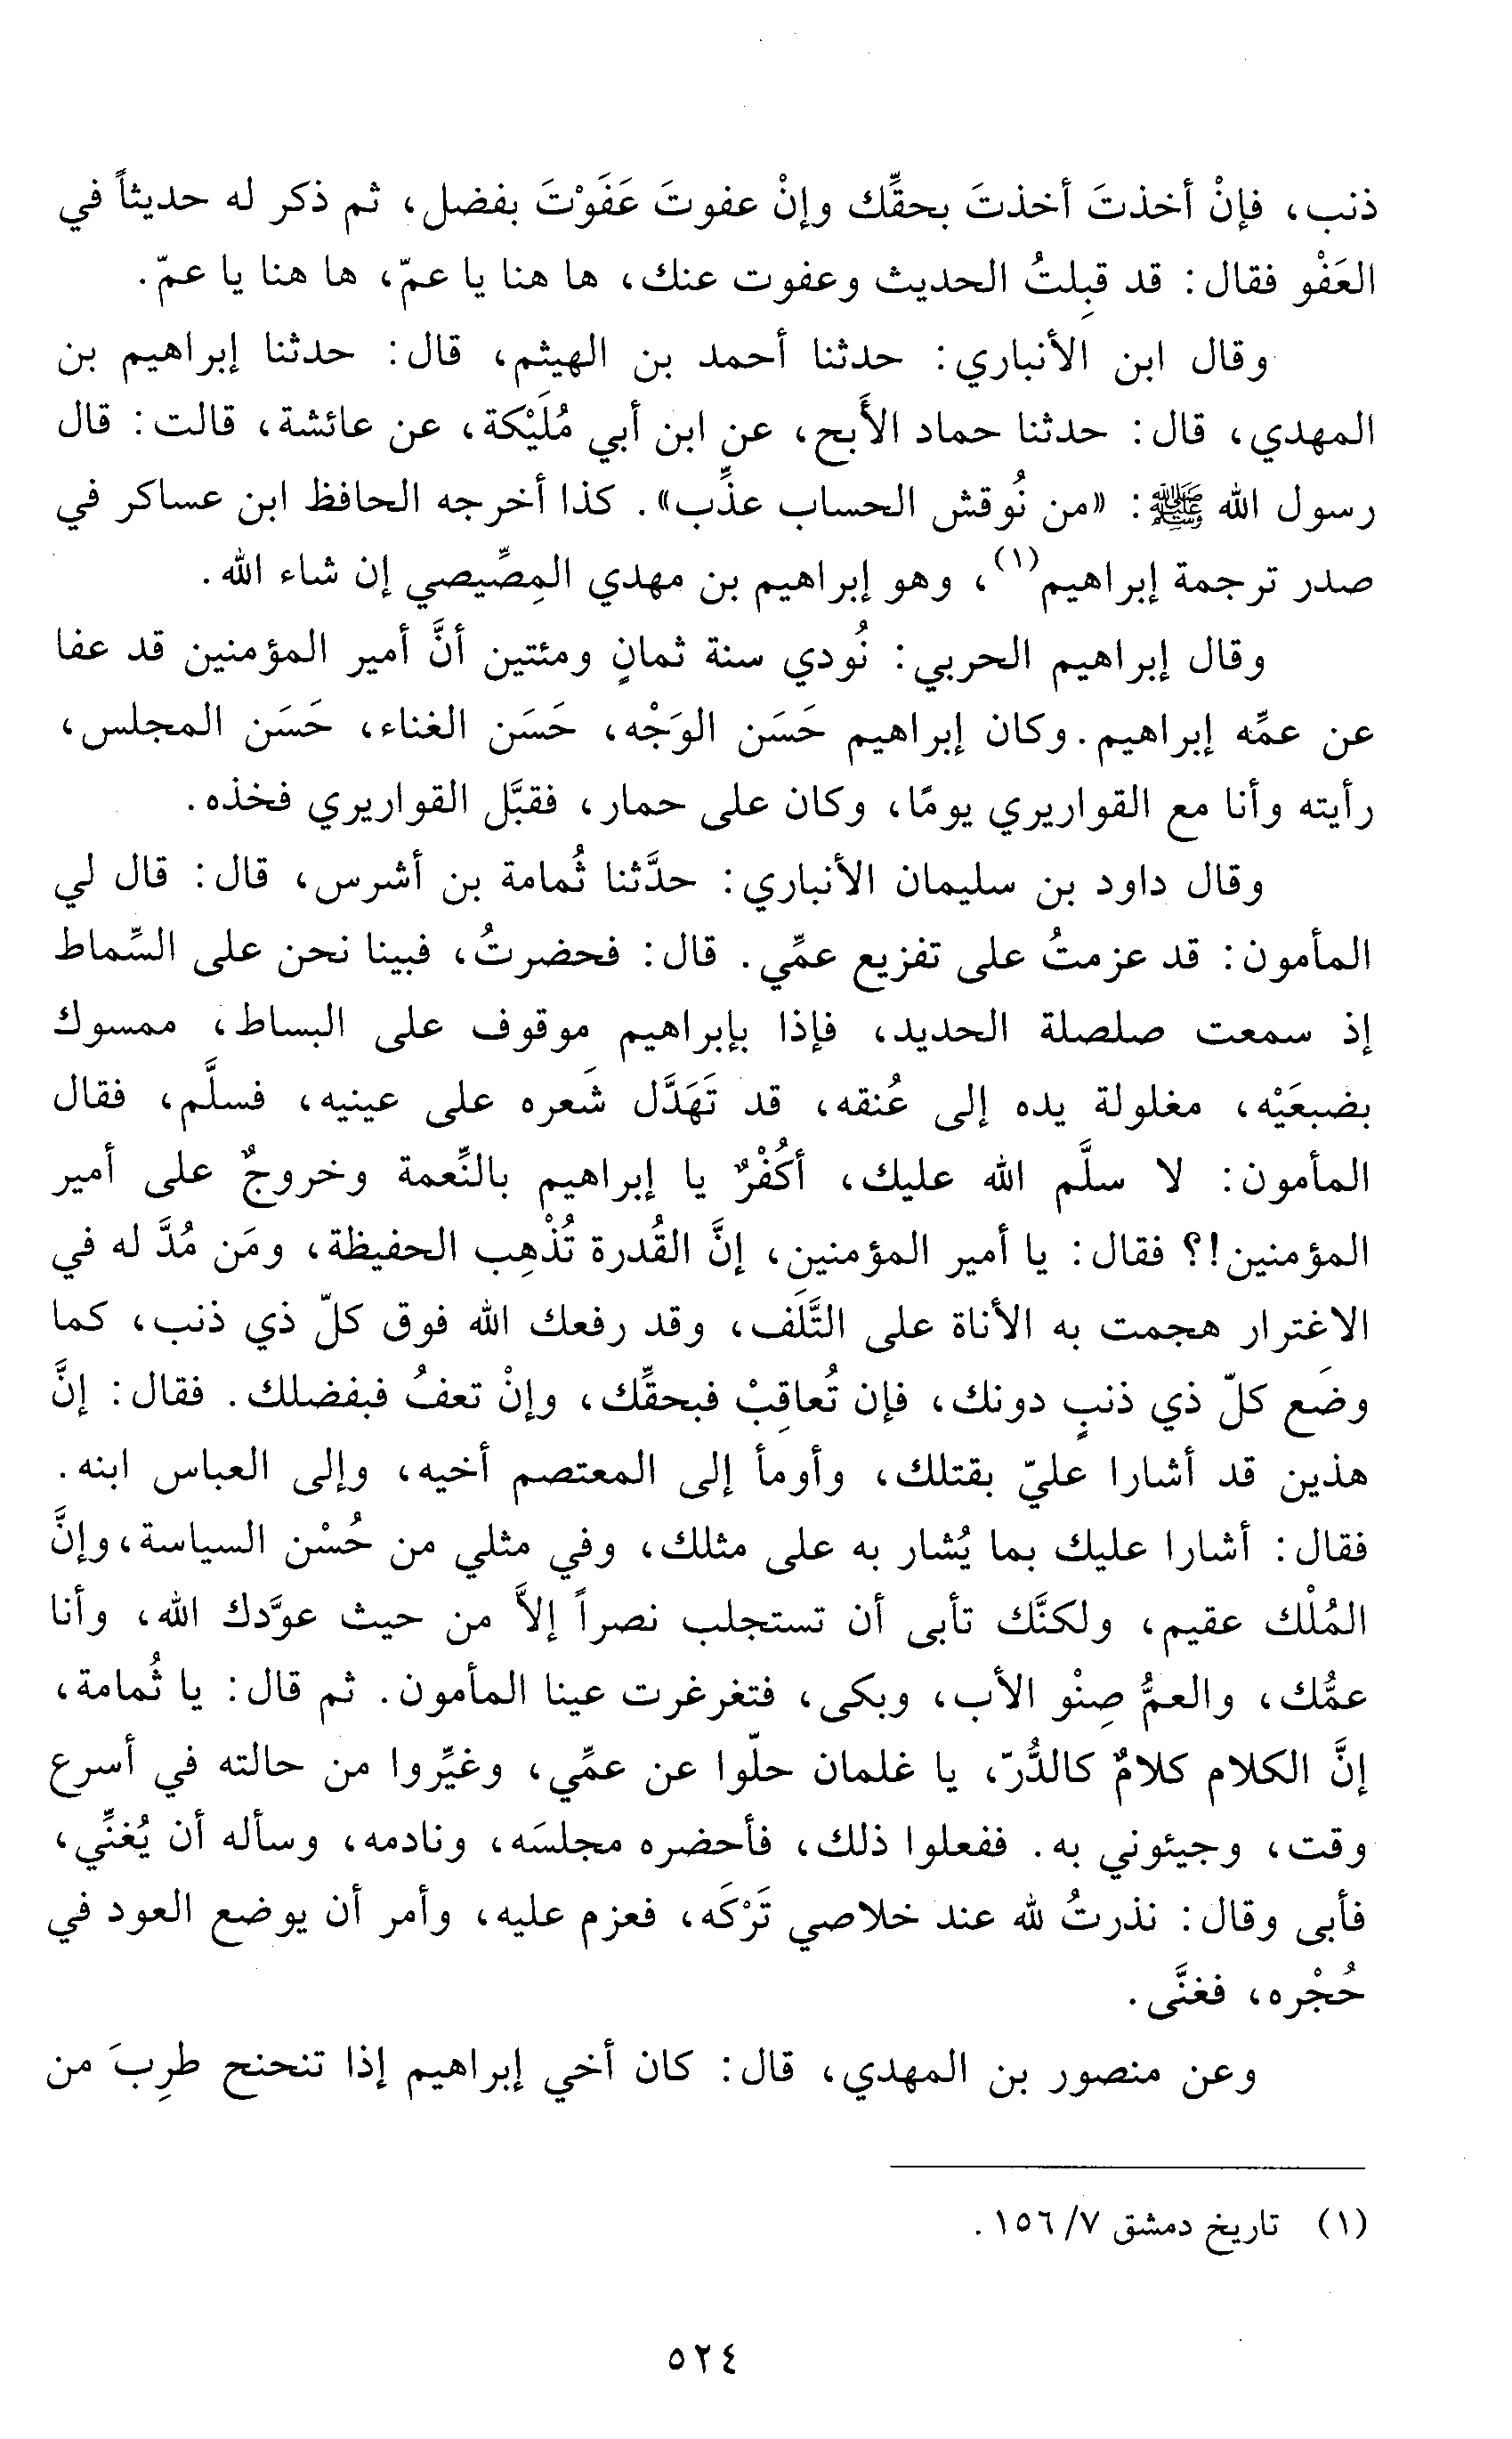 ذنب، فإنْ أخذتَ أخذتَ بحقِّك وإنْ عفوتَ عَفَوْتَ بفضل، ثم ذكر له حديثاً في
العَفْو فقال: قد قبِلتُ الحديث وعفوت عنك، ها هنا يا عمّ، ها هنا يا عمّ.
وقال ابن الأنباري: حدثنا أحمد بن الهيثم، قال: حدثنا إبراهيم بن
المهدي، قال: حدثنا حماد الأَبح، عن ابن أبي مُلَيْكة، عن عائشة، قالت: قال
رسول الله ﷺ: «من نُوقش الحساب عذِّب». كذا أخرجه الحافظ ابن عساكر في
صدر ترجمة إبراهيم(١)، وهو إبراهيم بن مهدي المِصِّيصي إن شاء الله.
وقال إبراهيم الحربي: نُودي سنة ثمانٍ ومئتين أنَّ أمير المؤمنين قد عفا
عن عمِّه إبراهيم. وكان إبراهيم حَسَن الوَجْه، حَسَن الغناء، حَسَن المجلس،
رأيته وأنا مع القواريري يومًا، وكان على حمار، فقبَّل القواريري فخذه.
وقال داود بن سليمان الأنباري: حدَّثنا ثُمامة بن أشرس، قال: قال لي
المأمون: قد عزمتُ على تفزيع عمِّي. قال: فحضرتُ، فبينا نحن على السِّماط
إذ سمعت صلصلة الحديد، فإذا بإبراهيم موقوف على البساط، ممسوك
بضبعَيْه، مغلولة يده إلى عُنقه، قد تَهَدَّل شَعره على عينيه، فسلَّم، فقال
المأمون: لا سلَّم الله عليك، أكُفْرٌ يا إبراهيم بالنِّعمة وخروجٌ على أمير
المؤمنين!؟ فقال: يا أمير المؤمنين، إنَّ القُدرة تُذْهِب الحفيظة، ومَن مُدَّ له في
الاغترار هجمت به الأناة على التَّلَف، وقد رفعك الله فوق كلّ ذي ذنب، كما
وضَع كلّ ذي ذنبٍ دونك، فإن تُعاقِبْ فبحقِّك، وإنْ تعفُ فبفضلك. فقال: إنَّ
هذين قد أشارا عليّ بقتلك، وأومأ إلى المعتصم أخيه، وإلى العباس ابنه.
فقال: أشارا عليك بما يُشار به على مثلك، وفي مثلي من حُسْن السياسة، وإنَّ
المُلْك عقيم، ولكنَّك تأبى أن تستجلب نصراً إلاَّ من حيث عوَّدك الله، وأنا
عمُّك، والعمُّ صِنْو الأب، وبكى، فتغرغرت عينا المأمون. ثم قال: يا ثُمامة،
إنَّ الكلام كلامٌ كالدُّرّ، يا غلمان حلّوا عن عمِّي، وغيِّروا من حالته في أسرع
وقت، وجيئوني به. ففعلوا ذلك، فأحضره مجلسَه، ونادمه، وسأله أن يُغنِّي،
فأبى وقال: نذرتُ لله عند خلاصي تَرْكَه، فعزم عليه، وأمر أن يوضع العود في
حُجْره، فغنَّى.
وعن منصور بن المهدي، قال: كان أخي إبراهيم إذا تنحنح طرِبَ من
(١) تاريخ دمشق ٧/ ١٥٦.
٥٢٤